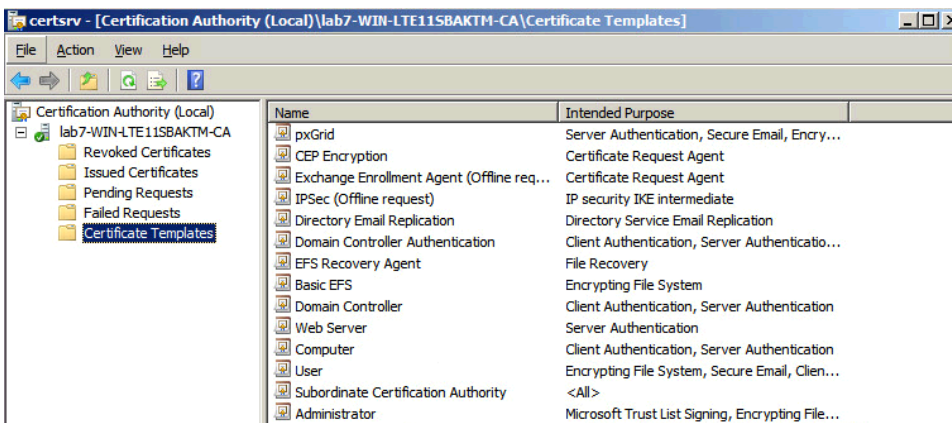 certsrv - [Certification Authority (Local)\lab7-WIN-LTE11SBAKTM-CA\Certificate Templates]
File Action View Help
Certification Authority (Local)
lab7-WIN-LTE11SBAKTM-CA
Revoked Certificates
Issued Certificates
Pending Requests
Failed Requests
Certificate Templates
Name Intended Purpose
pxGrid Server Authentication, Secure Email, Encry...
CEP Encryption Certificate Request Agent
Exchange Enrollment Agent (Offline req... Certificate Request Agent
IPSec (Offline request) IP security IKE intermediate
Directory Email Replication Directory Service Email Replication
Domain Controller Authentication Client Authentication, Server Authenticatio...
EFS Recovery Agent File Recovery
Basic EFS Encrypting File System
Domain Controller Client Authentication, Server Authentication
Web Server Server Authentication
Computer Client Authentication, Server Authentication
User Encrypting File System, Secure Email, Clien...
Subordinate Certification Authority <All>
Administrator Microsoft Trust List Signing, Encrypting File...